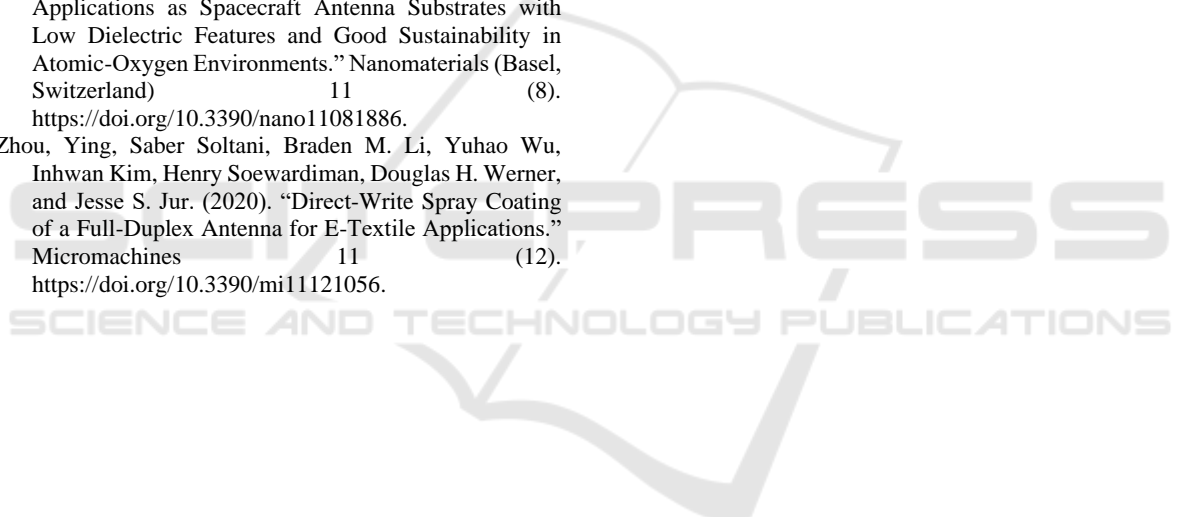 Applications as Spacecraft Antenna Substrates with
Low Dielectric Features and Good Sustainability in
Atomic-Oxygen Environments.” Nanomaterials (Basel,
Switzerland) 11 (8).
https://doi.org/10.3390/nano11081886.
Zhou, Ying, Saber Soltani, Braden M. Li, Yuhao Wu,
Inhwan Kim, Henry Soewardiman, Douglas H. Werner,
and Jesse S. Jur. (2020). “Direct-Write Spray Coating
of a Full-Duplex Antenna for E-Textile Applications.”
Micromachines 11 (12).
https://doi.org/10.3390/mi11121056.
SCITEPRESS
SCIENCE AND TECHNOLOGY PUBLICATIONS